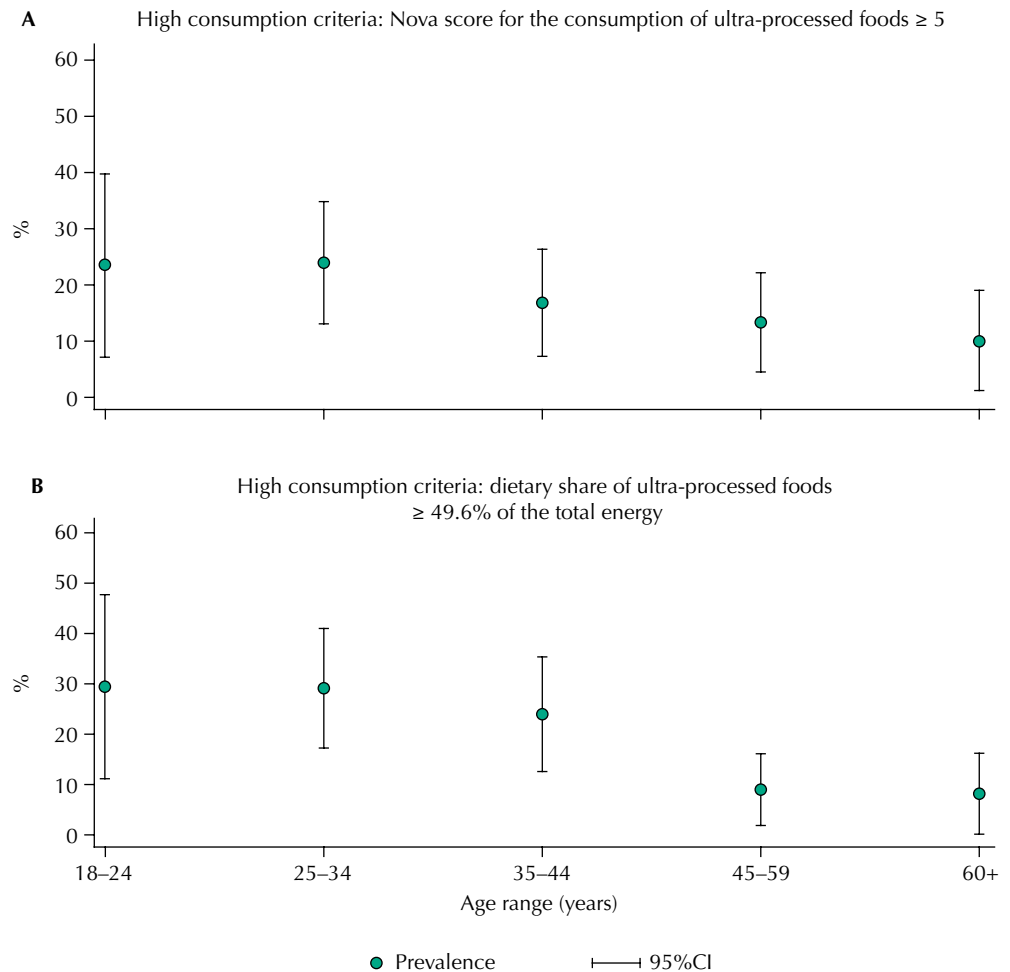 A High consumption criteria: Nova score for the consumption of ultra-processed foods ≥ 5
60
50
40
30
20
10
0
%
B High consumption criteria: dietary share of ultra-processed foods
≥ 49.6% of the total energy
60
50
40
30
20
10
0
%
18–24 25–34 35–44 45–59 60+
Age range (years)
Prevalence 95%CI